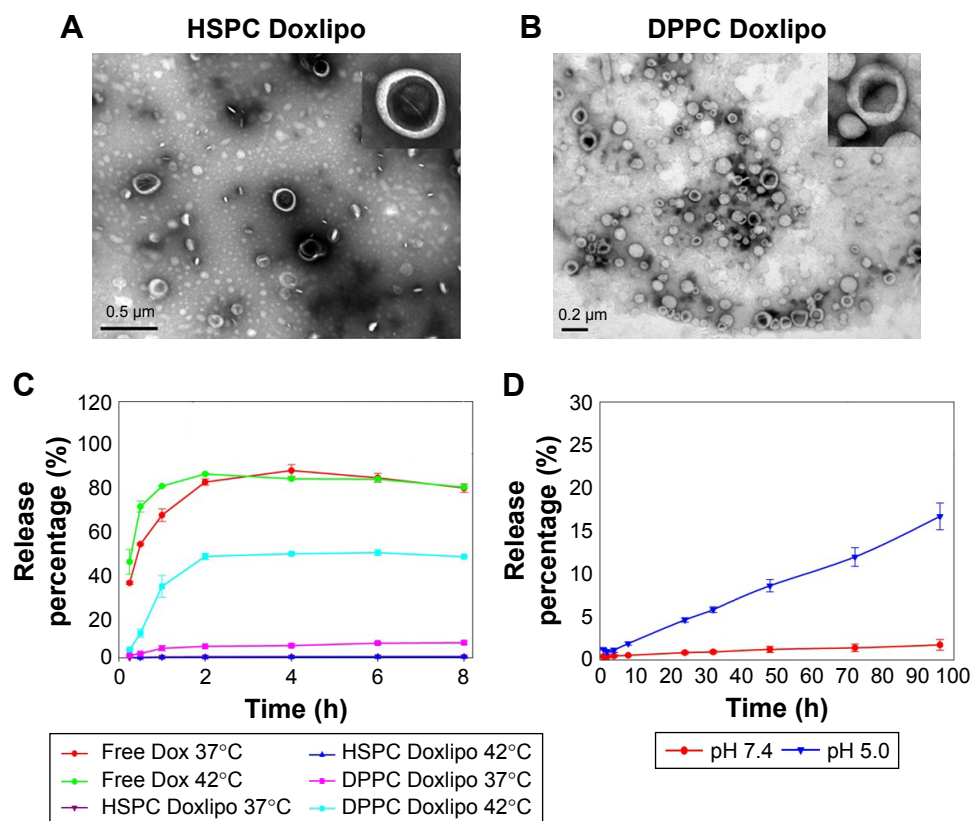 A HSPC Doxlipo
B DPPC Doxlipo
0.5 µm
0.2 µm
C
Release percentage (%)
120
100
80
60
40
20
0
0 2 4 6 8
Time (h)
Free Dox 37°C
Free Dox 42°C
HSPC Doxlipo 37°C
HSPC Doxlipo 42°C
DPPC Doxlipo 37°C
DPPC Doxlipo 42°C
D
Release
percentage (%)
30
25
20
15
10
5
0
0 10 20 30 40 50 60 70 80 90 100
Time (h)
pH 7.4 pH 5.0